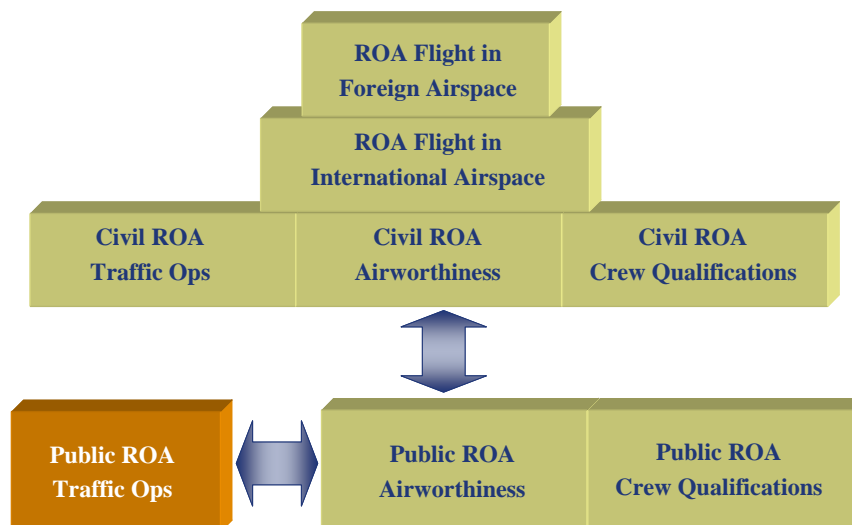 ROA Flight in
Foreign Airspace
ROA Flight in
International Airspace
Civil ROA
Traffic Ops
Civil ROA
Airworthiness
Civil ROA
Crew Qualifications
Public ROA
Traffic Ops
Public ROA
Airworthiness
Public ROA
Crew Qualifications